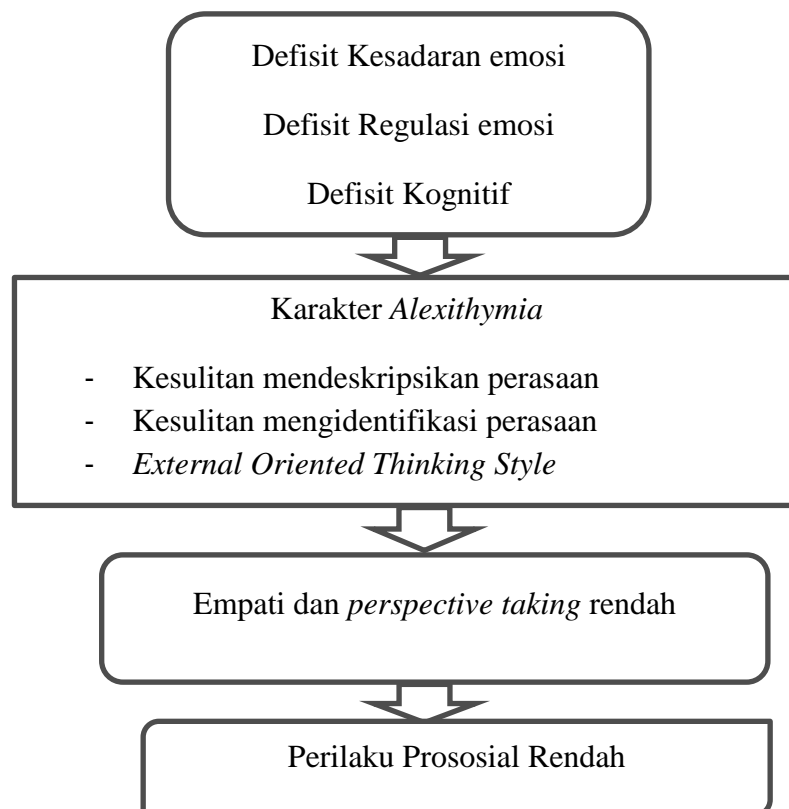 Defisit Kesadaran emosi
Defisit Regulasi emosi
Defisit Kognitif
Karakter Alexithymia
- Kesulitan mendeskripsikan perasaan
- Kesulitan mengidentifikasi perasaan
- External Oriented Thinking Style
Empati dan perspective taking rendah
Perilaku Prososial Rendah